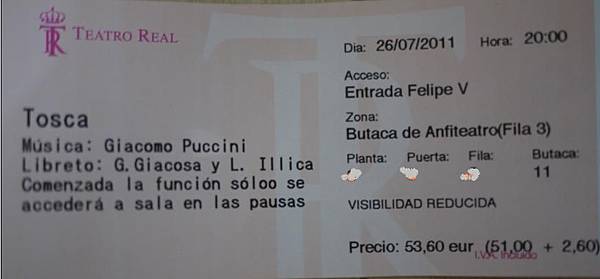 TEATRO REAL
Dia: 26/07/2011 Hora: 20:00
Acceso:
Entrada Felipe V
Zona:
Butaca de Anfiteatro(Fila 3)
Planta: Puerta: Fila: Butaca:
11
VISIBILIDAD REDUCIDA
Precio: 53,60 eur (51,00 + 2,60)
I.V.A. Incluido
Tosca
Música: Giacomo Puccini
Libreto: G.Giacosa y L. Illica
Comenzada la función sóloo se
accederá a sala en las pausas